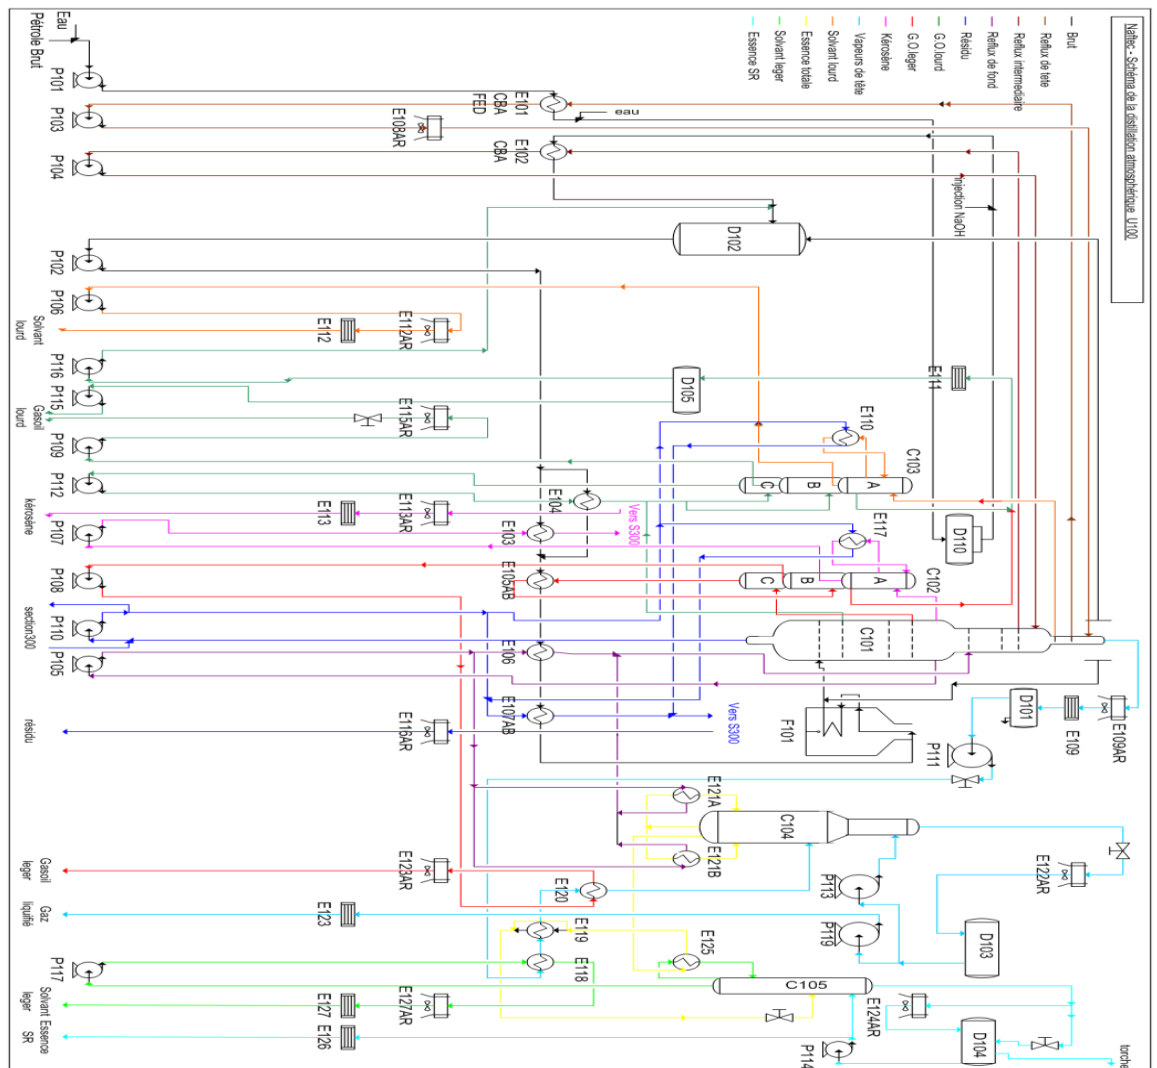 Naftec - Schéma de la distillation atmosphérique U100
Brut
Reflux de tete
Reflux intermediaire
Reflux de fond
Résidu
G.O.lourd
G.O.leger
Kérosène
Vapeurs de tête
Solvant lourd
Essence totale
Solvant leger
Essence SR
torche
E109AR
E109
D101
P111
E122AR
D103
D104
E124AR
P114
injection NaOH
E111
D110
C103
A
B
C
C102
A
B
C
C101
F101
E110
E117
C104
P113
P119
C105
D102
D105
E121A
E121B
E125
eau
Vers S300
Vers S300
E101
CBA
FED
E102
CBA
E104
E103
E105AB
E106
E107AB
E120
E119
E118
E108AR
E112AR
E112
E115AR
E113AR
E113
E116AR
E123AR
E123
E127AR
E127
E126
P101
P103
P104
P102
P106
P116
P115
P109
P112
P107
P108
P110
P105
P117
Eau
Pétrole Brut
Solvant
lourd
Gasoil
lourd
kérosène
section300
résidu
Gasoil
leger
Gaz
liquifié
Solvant
leger
Essence
SR